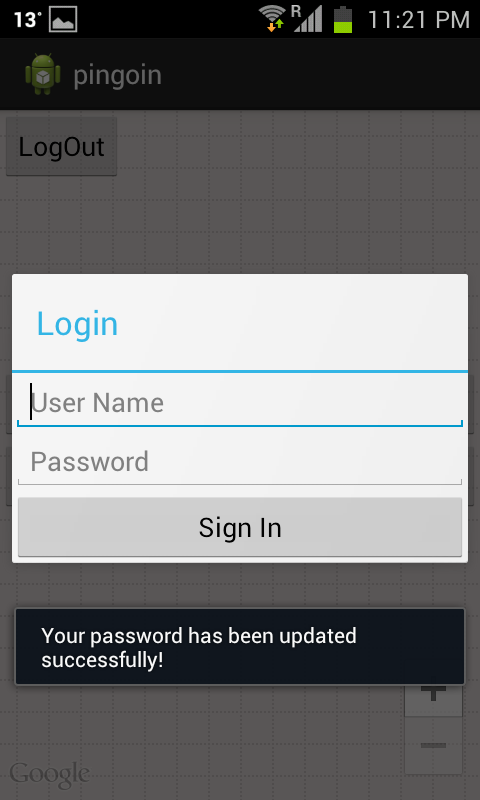 13°
R
11:21 PM
pingoin
LogOut
Login
User Name
Password
Sign In
Your password has been updated
successfully!
+
−
Google